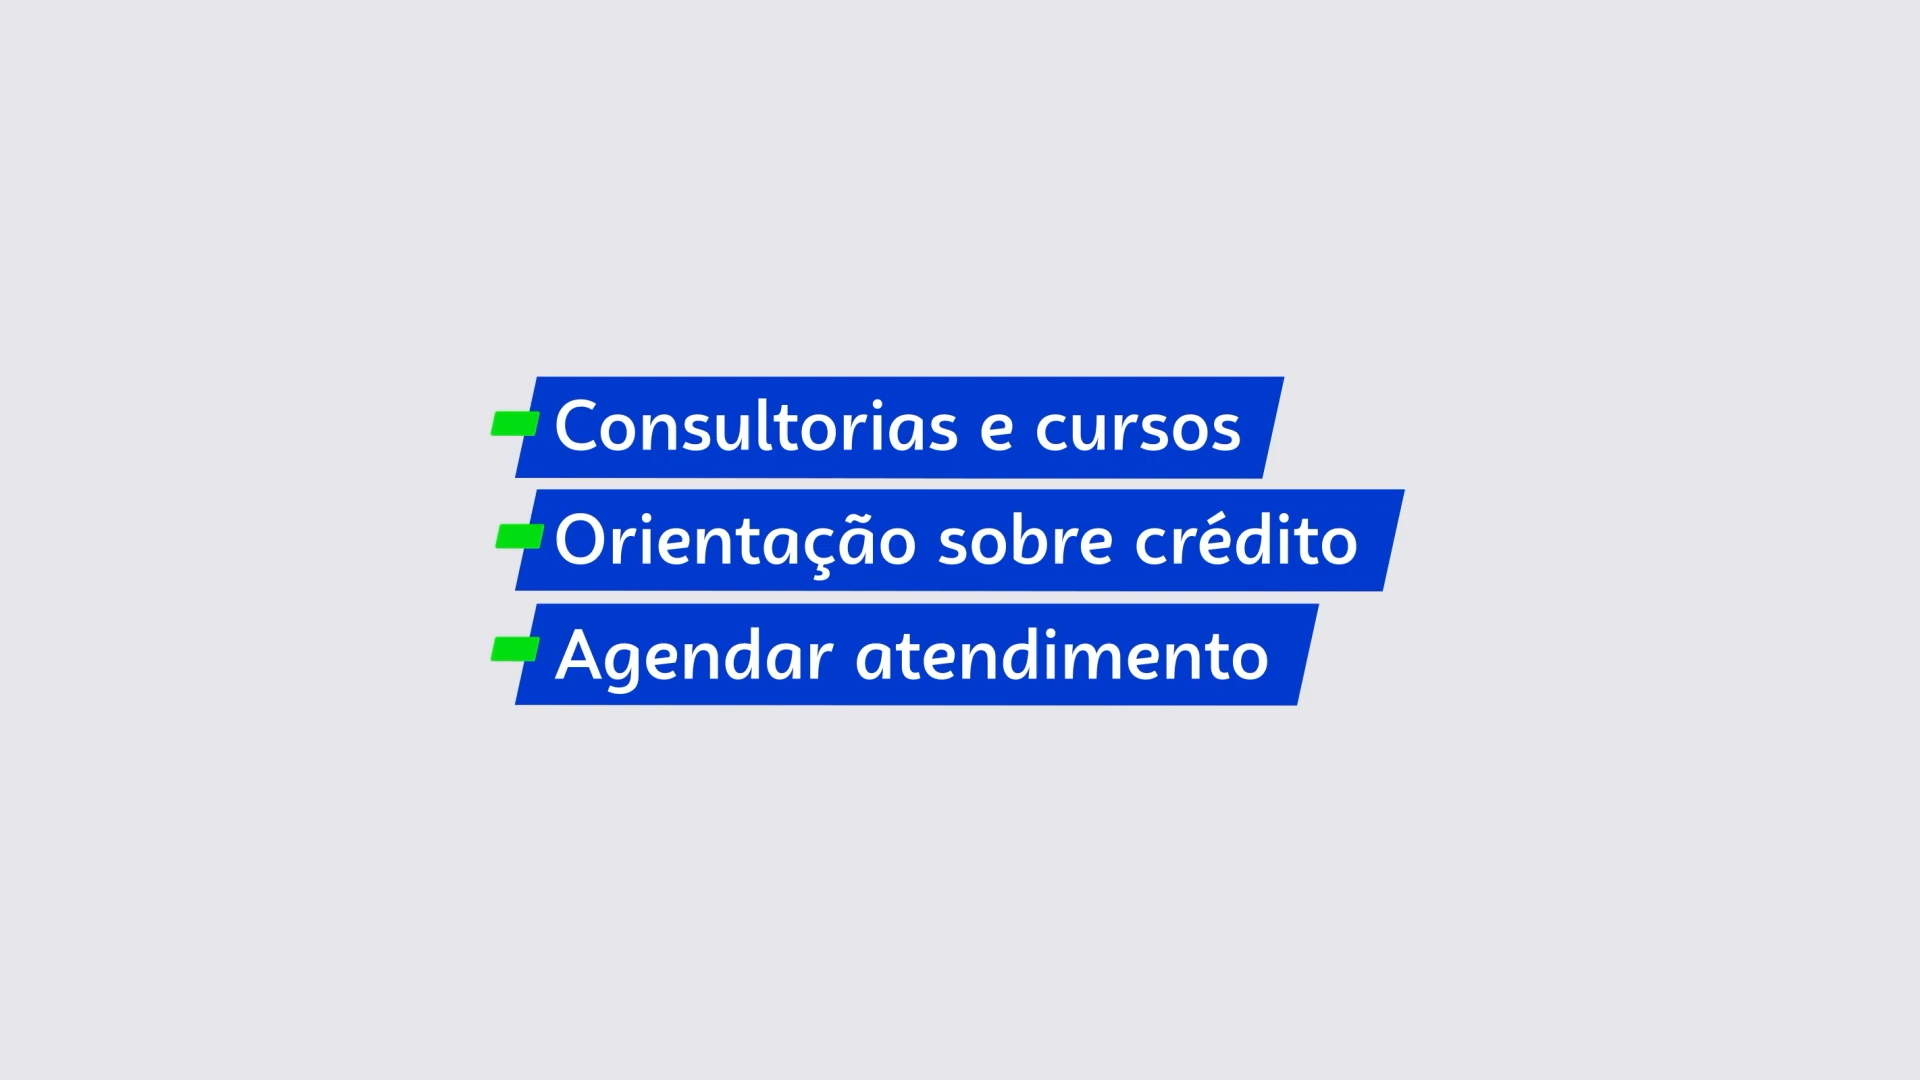 Consultorias e cursos
Orientação sobre crédito
Agendar atendimento